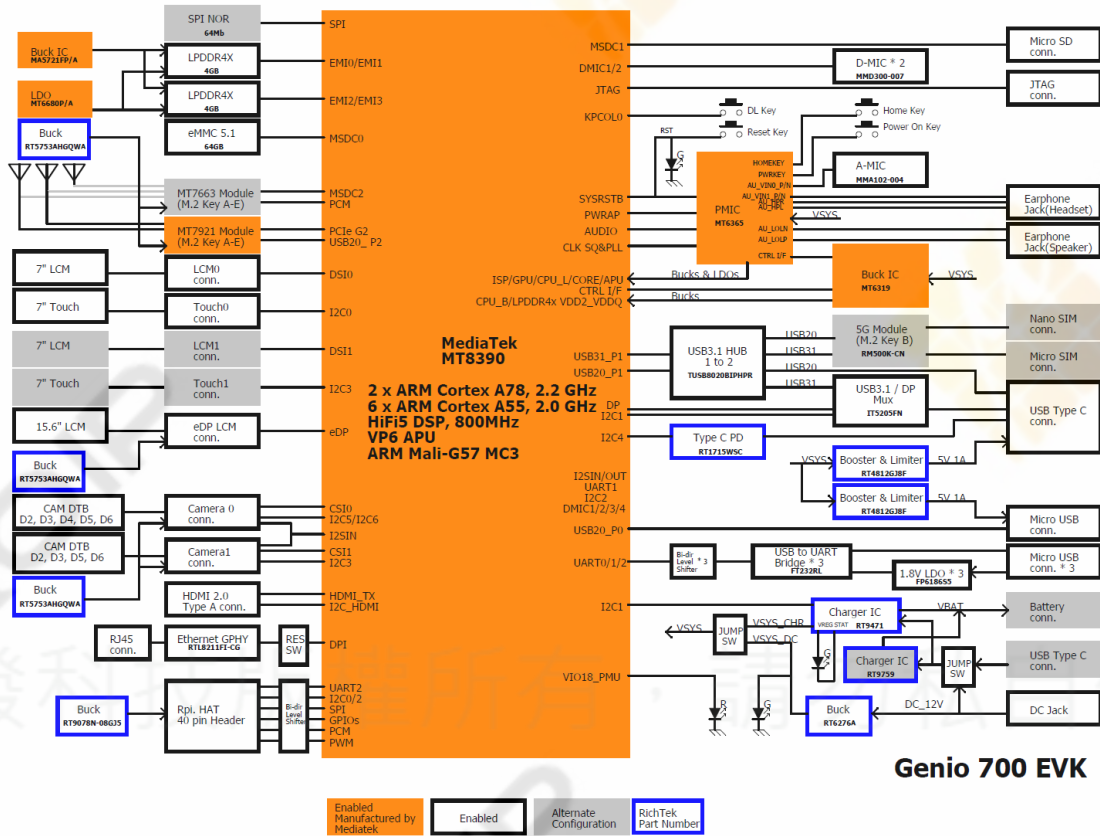 SPI NOR
64Mb
Buck IC
MA5721FP/A
LDO
MT6680P/A
Buck
RT5753AHGQWA
LPDDR4X
4GB
LPDDR4X
4GB
eMMC 5.1
64GB
MT7663 Module
(M.2 Key A-E)
MT7921 Module
(M.2 Key A-E)
7" LCM
LCM0
conn.
7" Touch
Touch0
conn.
7" LCM
LCM1
conn.
7" Touch
Touch1
conn.
15.6" LCM
eDP LCM
conn.
Buck
RT5753AHGQWA
CAM DTB
D2, D3, D4, D5, D6
Camera 0
conn.
CAM DTB
D2, D3, D5, D6
Camera1
conn.
Buck
RT5753AHGQWA
HDMI 2.0
Type A conn.
RJ45
conn.
Ethernet GPHY
RTL8211FI-CG
RES
SW
Buck
RT9078N-08GJ5
Rpi. HAT
40 pin Header
Bi-dir
Level
Shifter
SPI
EMI0/EMI1
EMI2/EMI3
MSDC0
MSDC2
PCM
PCIe G2
USB20_ P2
DSI0
I2C0
DSI1
I2C3
eDP
CSI0
I2C5/I2C6
I2SIN
CSI1
I2C3
HDMI_TX
I2C_HDMI
DPI
UART2
I2C0/2
SPI
GPIOs
PCM
PWM
MediaTek
MT8390
2 x ARM Cortex A78, 2.2 GHz
6 x ARM Cortex A55, 2.0 GHz
HiFi5 DSP, 800MHz
VP6 APU
ARM Mali-G57 MC3
MSDC1
DMIC1/2
JTAG
KPCOL0
SYSRSTB
PWRAP
AUDIO
CLK SQ&PLL
ISP/GPU/CPU_L/CORE/APU
CTRL I/F
CPU_B/LPDDR4x VDD2_VDDQ
USB31_P1
USB20_P1
DP
I2C1
I2C4
I2SIN/OUT
UART1
I2C2
DMIC1/2/3/4
USB20_P0
UART0/1/2
I2C1
VIO18_PMU
Micro SD
conn.
D-MIC * 2
MMD300-007
JTAG
conn.
DL Key
Reset Key
Home Key
Power On Key
RST
G
A-MIC
MMA102-004
PMIC
MT6365
HOMEKEY
PWRKEY
AU_VIN0_P/N
AU_VIN1_P/N
AU_HPR
AU_HPL
AU_LOLN
AU_LOLP
CTRL I/F
VSYS
Earphone
Jack(Headset)
Earphone
Jack(Speaker)
Bucks & LDOs
Bucks
Buck IC
MT6319
VSYS
USB3.1 HUB
1 to 2
TUSB8020BIPHPR
USB20
USB31
USB20
USB31
5G Module
(M.2 Key B)
RM500K-CN
Nano SIM
conn.
Micro SIM
conn.
USB3.1 / DP
Mux
IT5205FN
USB Type C
conn.
Type C PD
RT1715WSC
VSYS
Booster & Limiter
RT4812GJ8F
5V 1A
Booster & Limiter
RT4812GJ8F
5V 1A
Micro USB
conn.
Bi-dir
Level * 3
Shifter
USB to UART
Bridge * 3
FT232RL
1.8V LDO * 3
FP6186S5
Micro USB
conn. * 3
VSYS
JUMP
SW
VSYS_CHR
VSYS_DC
Charger IC
RT9471
VREG STAT
VBAT
Battery
conn.
G
Charger IC
RT9759
JUMP
SW
USB Type C
conn.
R
G
Buck
RT6276A
DC_12V
DC Jack
Genio 700 EVK
Enabled
Manufactured by
Mediatek
Enabled
Alternate
Configuration
RichTek
Part Number